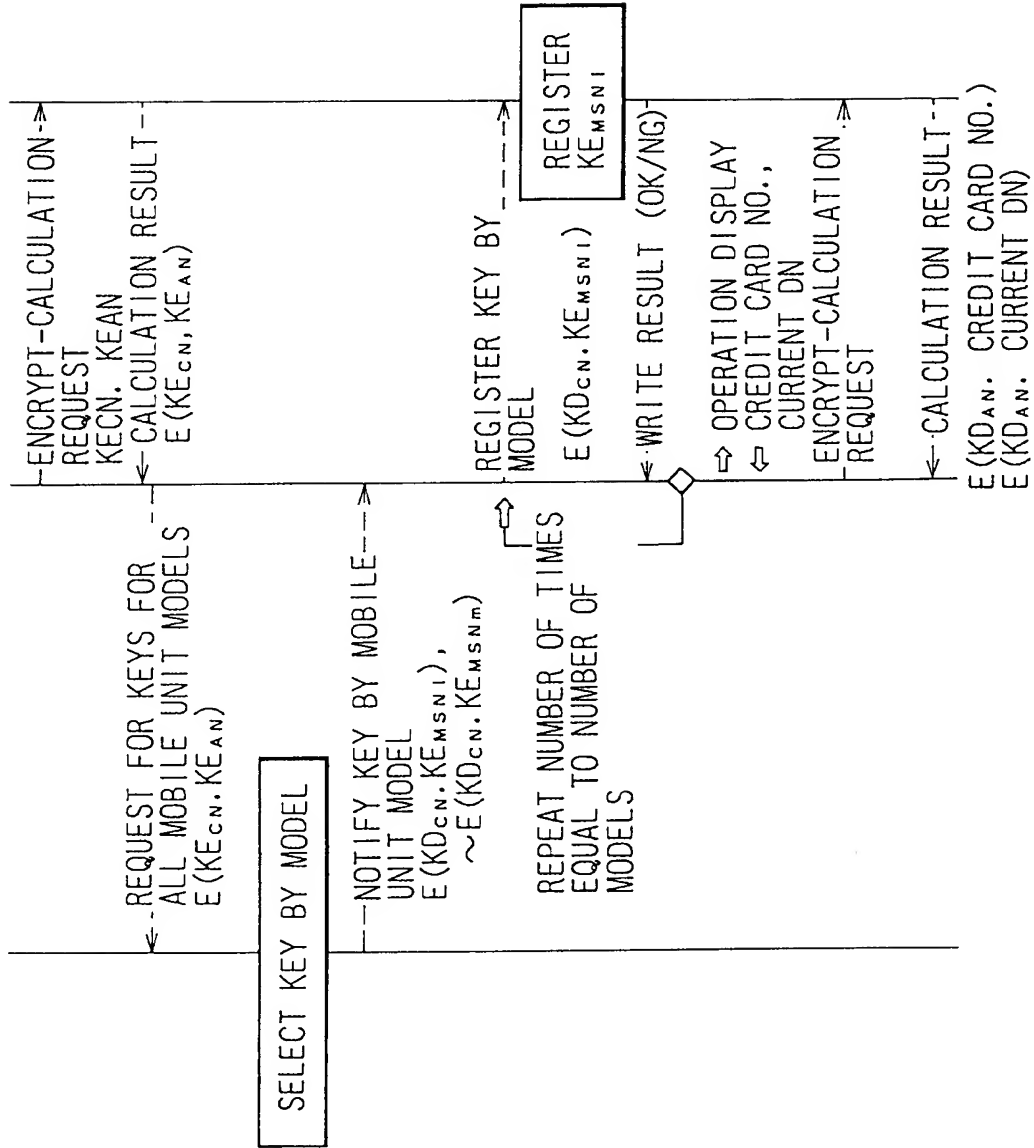 ENCRYPT-CALCULATION
REQUEST
KECN. KEAN
CALCULATION RESULT
E(KECN,KEAN)
REQUEST FOR KEYS FOR
ALL MOBILE UNIT MODELS
E(KECN.KEAN)
SELECT KEY BY MODEL
NOTIFY KEY BY MOBILE
UNIT MODEL
E(KDCN.KEMSN1),
~E(KDCN.KEMSNm)
REGISTER KEY BY
MODEL
E(KDCN.KEMSN1)
REGISTER
KEMSN1
REPEAT NUMBER OF TIMES
EQUAL TO NUMBER OF
MODELS
WRITE RESULT (OK/NG)
⇨ OPERATION DISPLAY
⇦ CREDIT CARD NO.,
CURRENT DN
ENCRYPT-CALCULATION
REQUEST
CALCULATION RESULT
E(KDAN. CREDIT CARD NO.)
E(KDAN. CURRENT DN)